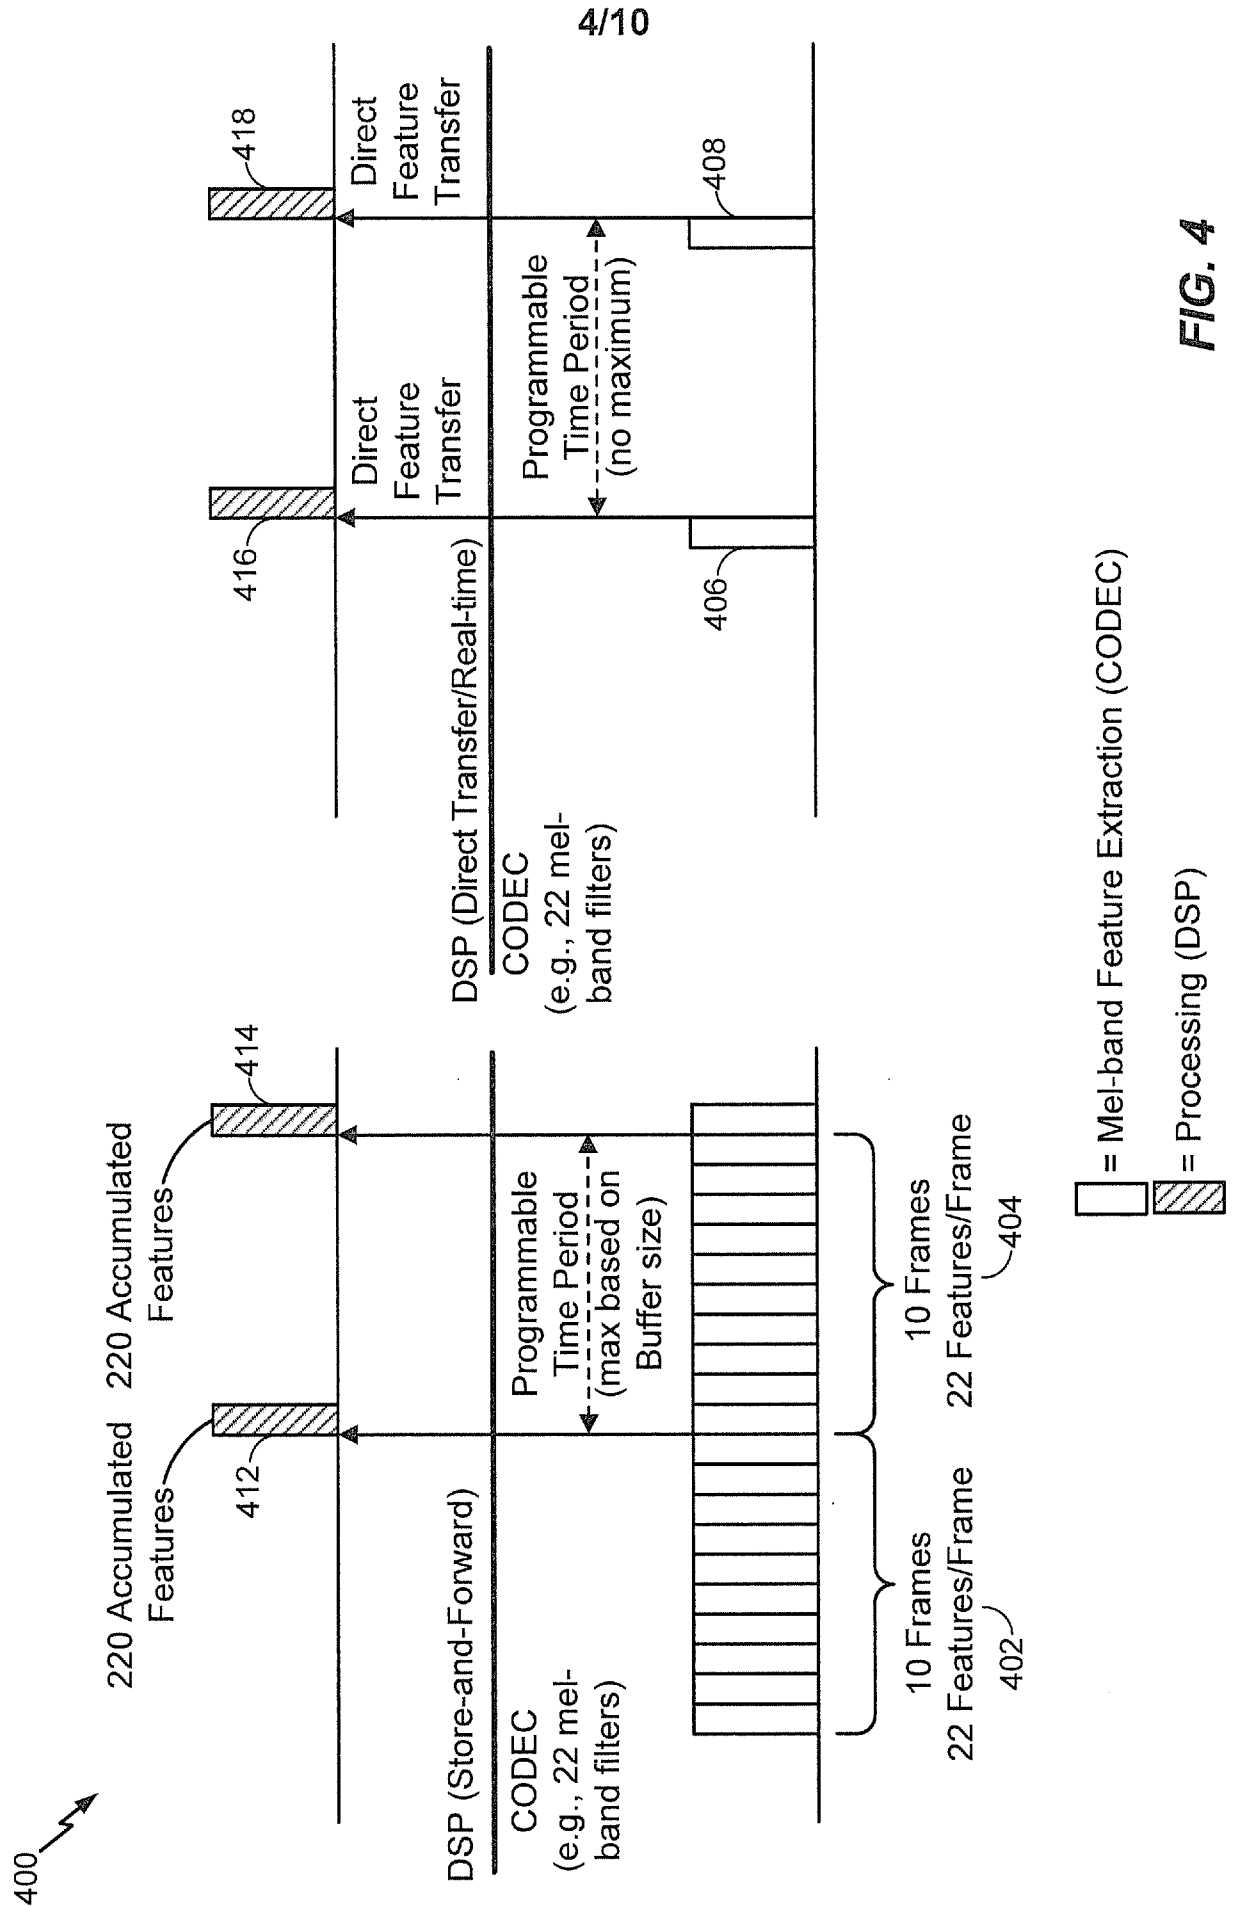 4/10
400
220 Accumulated
Features
220 Accumulated
Features
412
414
DSP (Store-and-Forward)
CODEC
(e.g., 22 mel-
band filters)
Programmable
Time Period
(max based on
Buffer size)
10 Frames
22 Features/Frame
402
10 Frames
22 Features/Frame
404
416
418
Direct
Feature
Transfer
Direct
Feature
Transfer
DSP (Direct Transfer/Real-time)
CODEC
(e.g., 22 mel-
band filters)
Programmable
Time Period
(no maximum)
406
408
= Mel-band Feature Extraction (CODEC)
= Processing (DSP)
FIG. 4